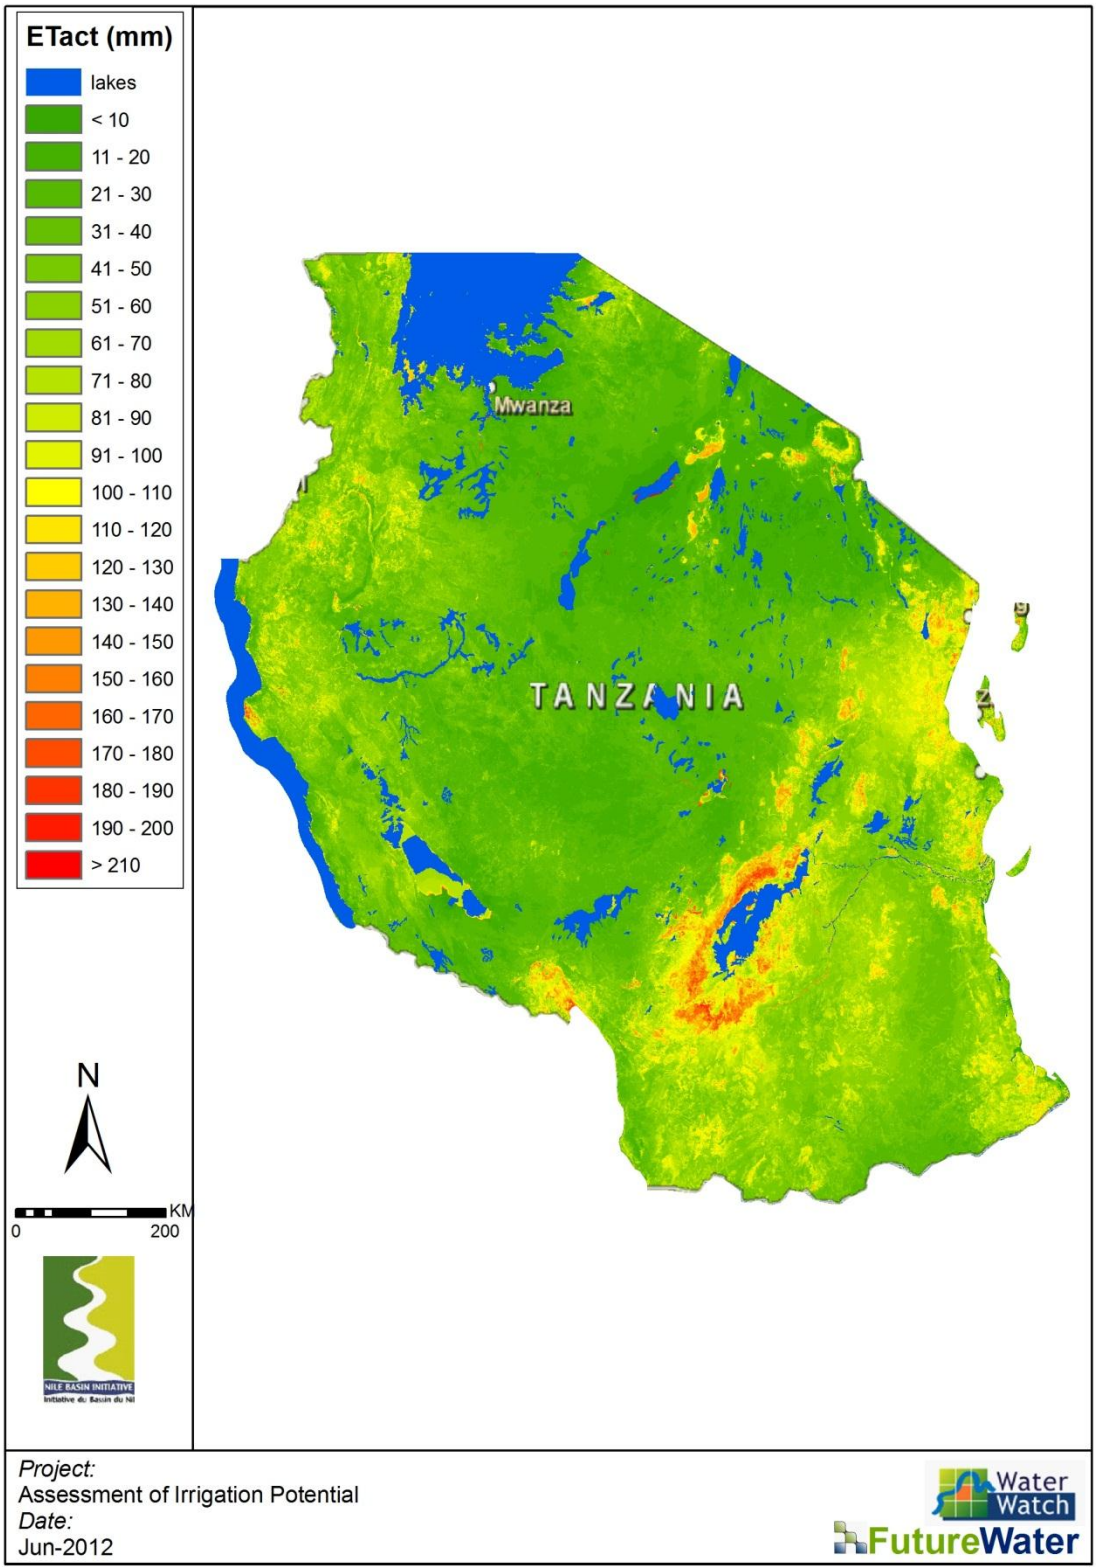 ETact (mm)
lakes
< 10
11 - 20
21 - 30
31 - 40
41 - 50
51 - 60
61 - 70
71 - 80
81 - 90
91 - 100
100 - 110
110 - 120
120 - 130
130 - 140
140 - 150
150 - 160
160 - 170
170 - 180
180 - 190
190 - 200
> 210
Mwanza
TANZANIA
Z
N
KM
0 200
NILE BASIN INITIATIVE
Initiative du Bassin du Nil
Project:
Assessment of Irrigation Potential
Date:
Jun-2012
Water
Watch
FutureWater